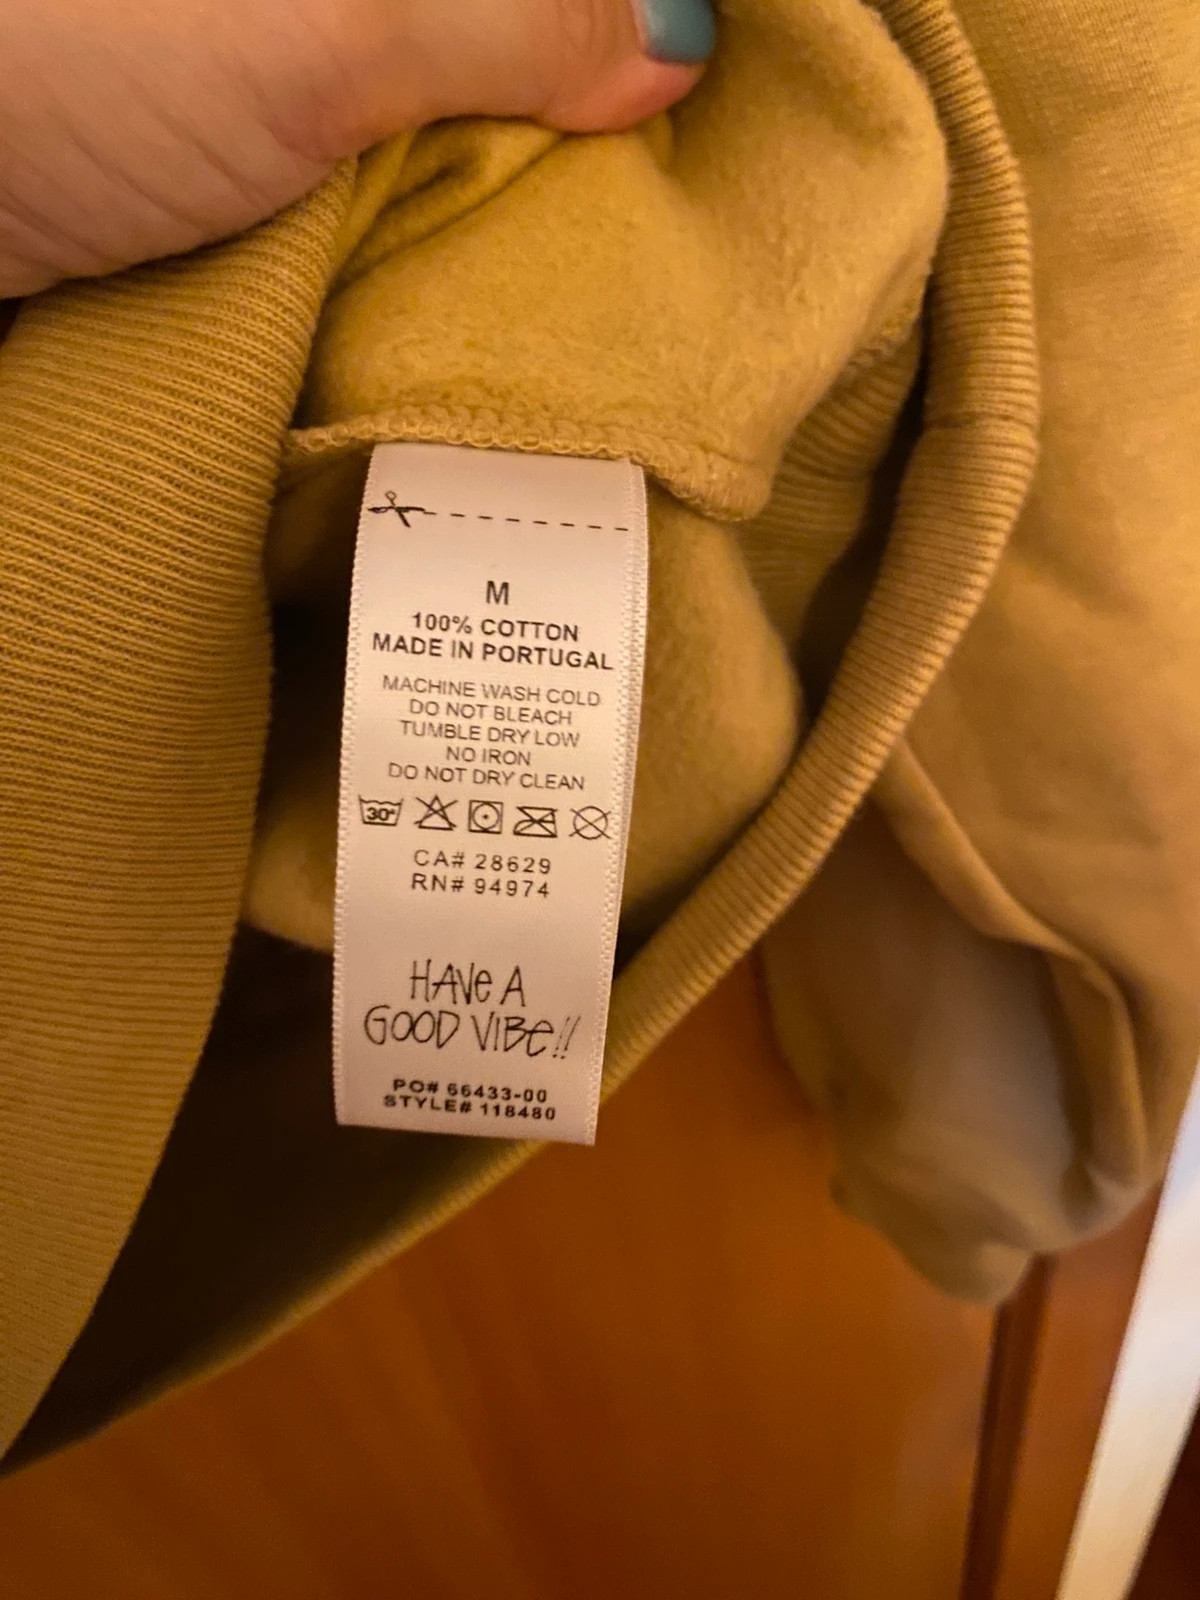 M
100% COTTON
MADE IN PORTUGAL
MACHINE WASH COLD
DO NOT BLEACH
TUMBLE DRY LOW
NO IRON
DO NOT DRY CLEAN
30°
CA# 28629
RN# 94974
HAVe A
GOOD VIBe!!
PO# 66433-00
STYLE# 118480